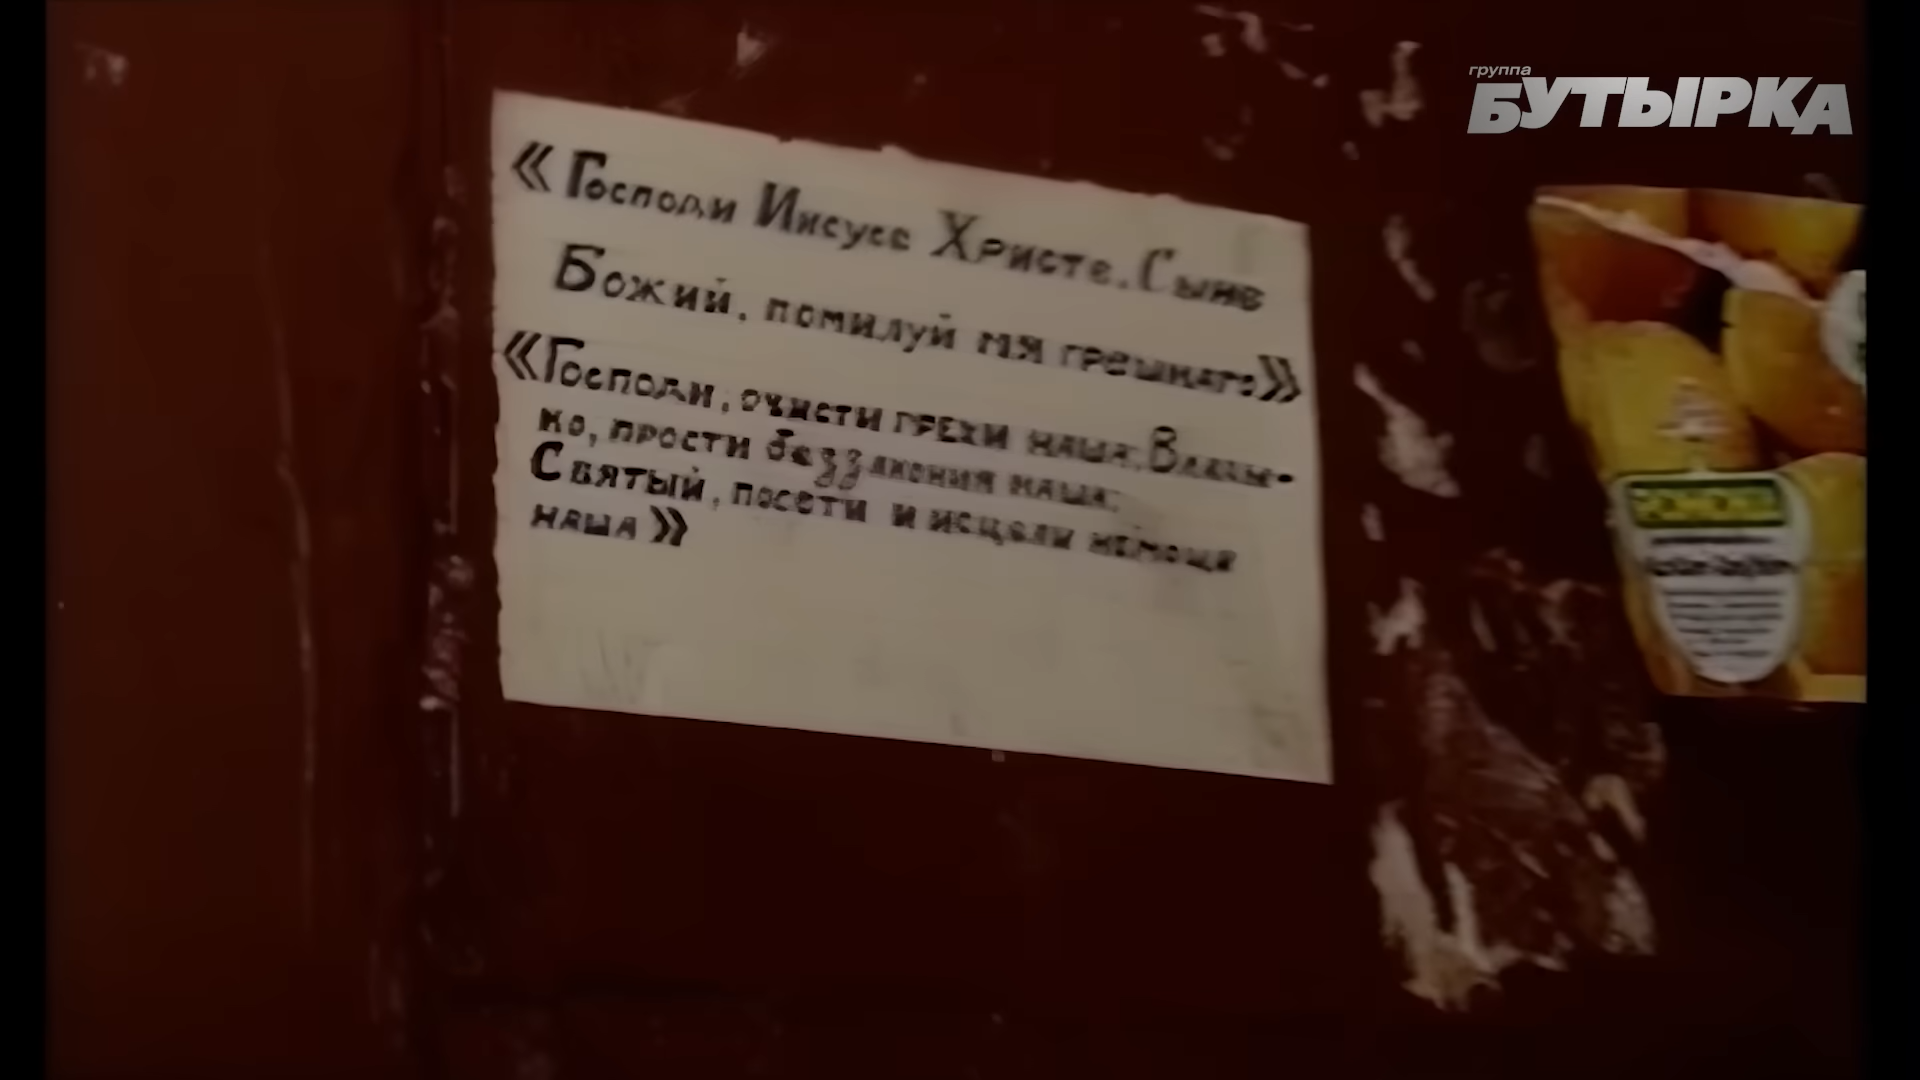 группа
БУТЫРКА
«Господи Иисусе Христе, Сыне
Божий, помилуй мя грешнаго»
«Господи, очисти грехи наша; Влады-
ко, прости беззакония наша;
Святый, посети и исцели немощи
наша»